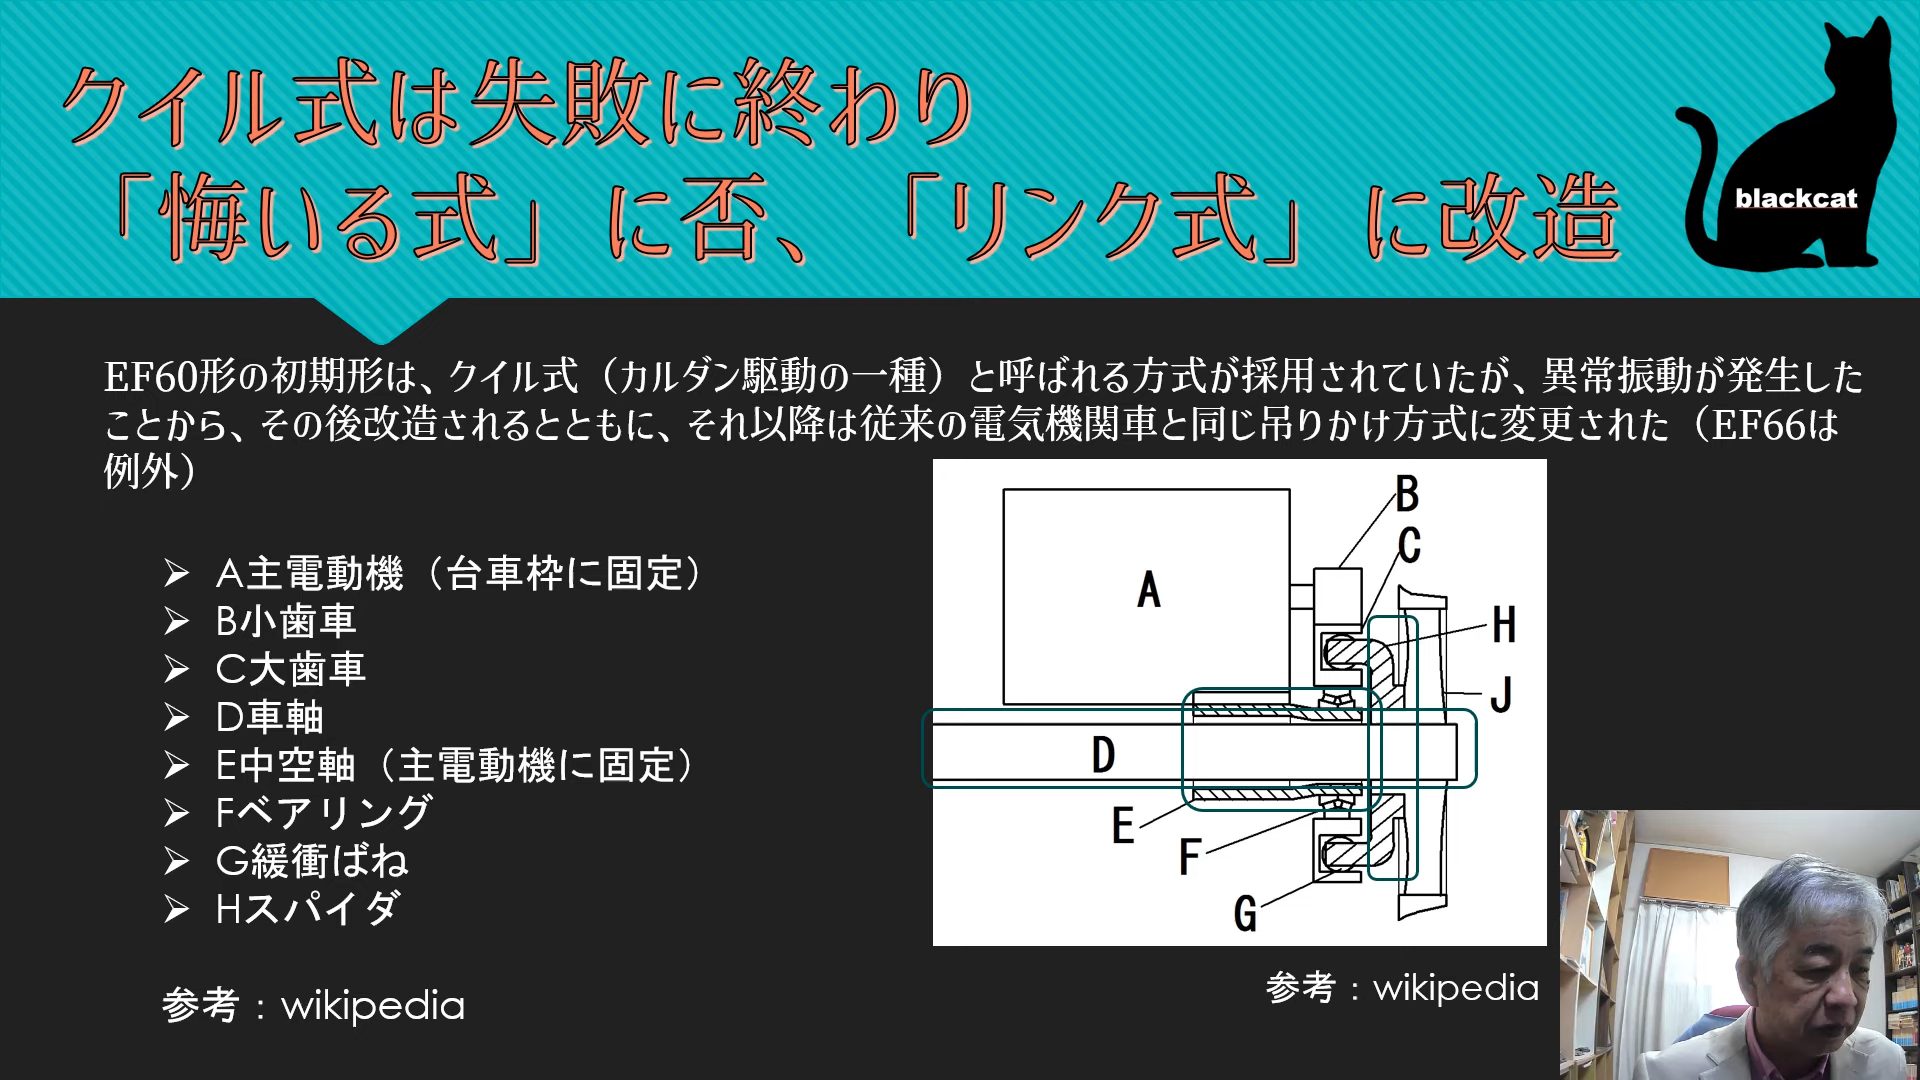 クイル式は失敗に終わり
「悔いる式」に否、「リンク式」に改造
blackcat
EF60形の初期形は、クイル式（カルダン駆動の一種）と呼ばれる方式が採用されていたが、異常振動が発生した
ことから、その後改造されるとともに、それ以降は従来の電気機関車と同じ吊りかけ方式に変更された（EF66は
例外）
➢ A主電動機（台車枠に固定）
➢ B小歯車
➢ C大歯車
➢ D車軸
➢ E中空軸（主電動機に固定）
➢ Fベアリング
➢ G緩衝ばね
➢ Hスパイダ
参考：wikipedia
B
C
A
H
J
D
E
F
G
参考：wikipedia